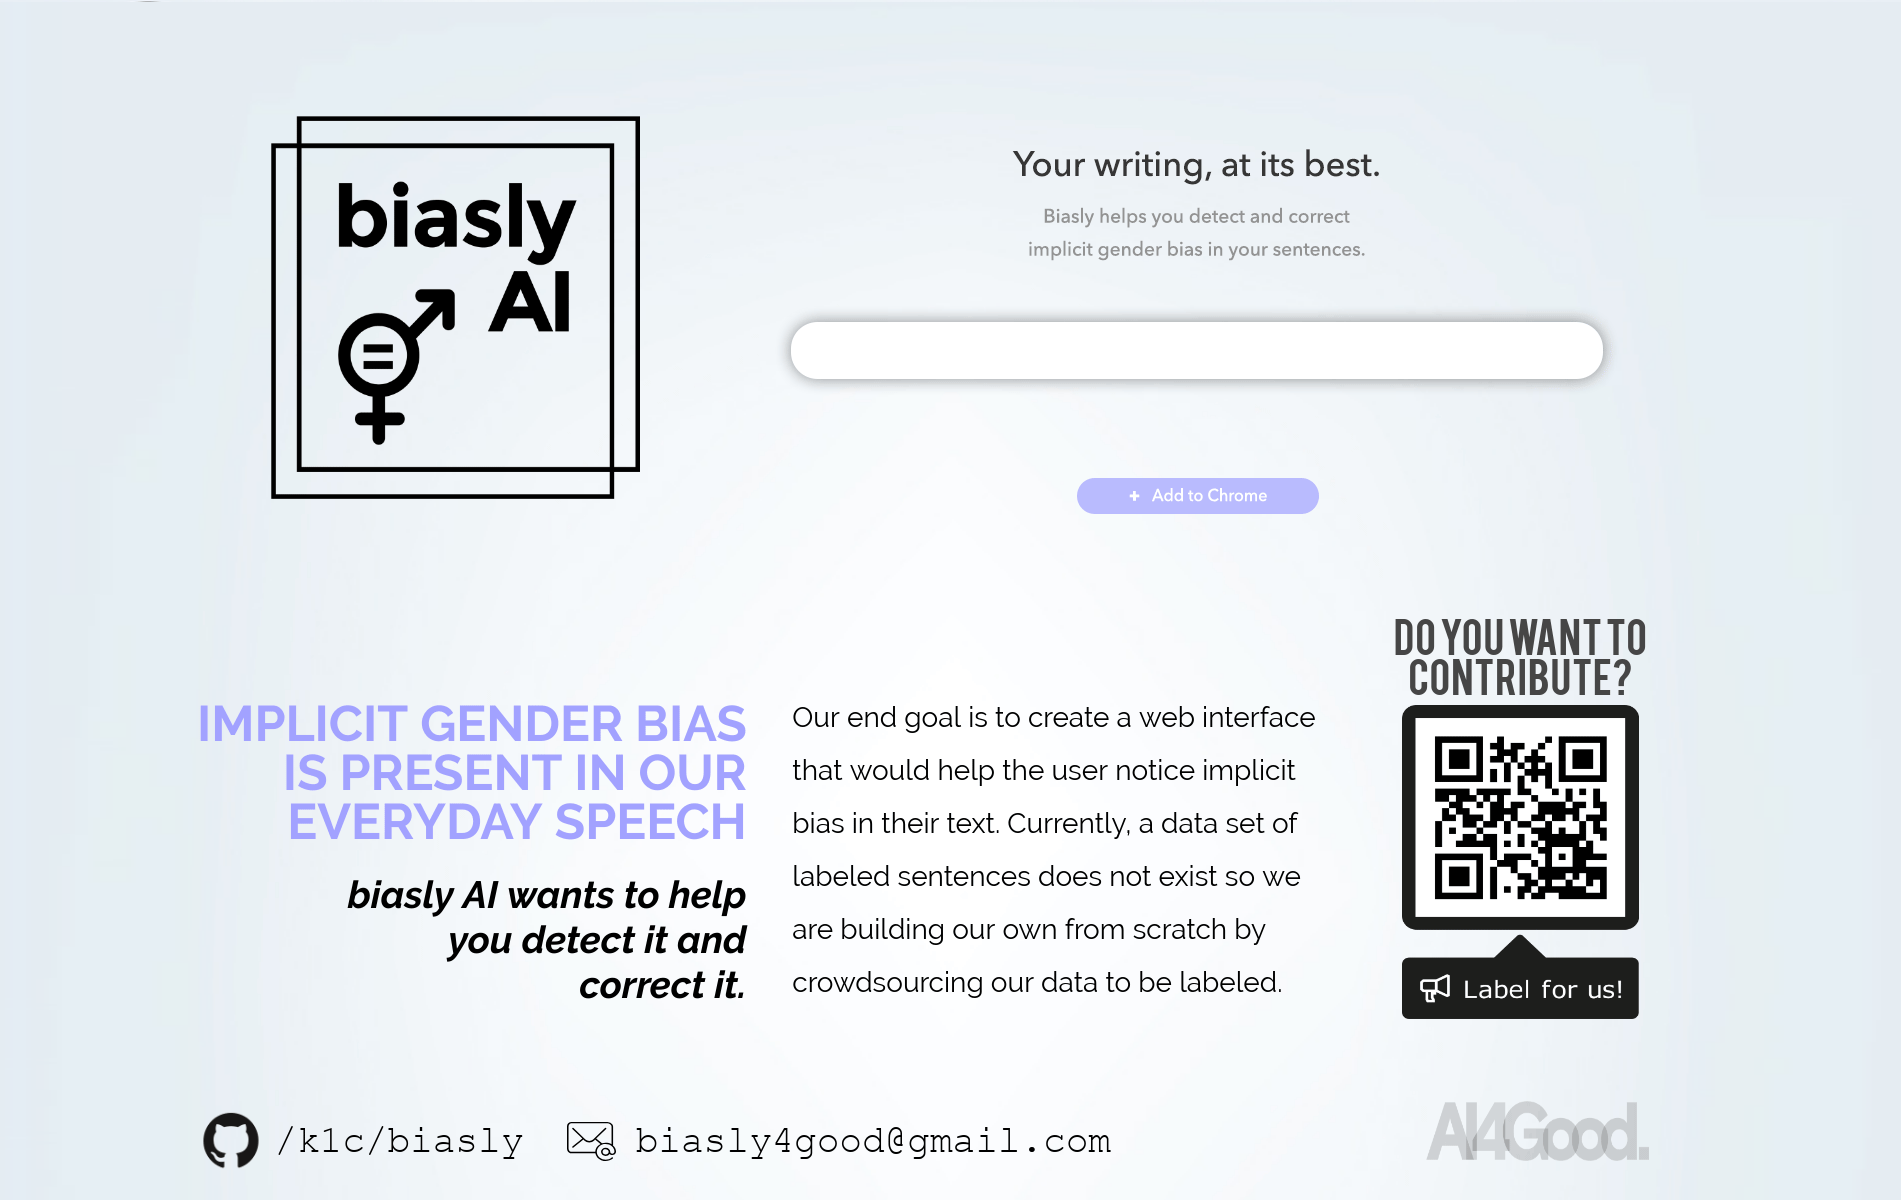 biasly
AI
Your writing, at its best.
Biasly helps you detect and correct
implicit gender bias in your sentences.
+ Add to Chrome
IMPLICIT GENDER BIAS
IS PRESENT IN OUR
EVERYDAY SPEECH
biasly AI wants to help
you detect it and
correct it.
Our end goal is to create a web interface
that would help the user notice implicit
bias in their text. Currently, a data set of
labeled sentences does not exist so we
are building our own from scratch by
crowdsourcing our data to be labeled.
DO YOU WANT TO
CONTRIBUTE?
Label for us!
/k1c/biasly
biasly4good@gmail.com
AI4Good.